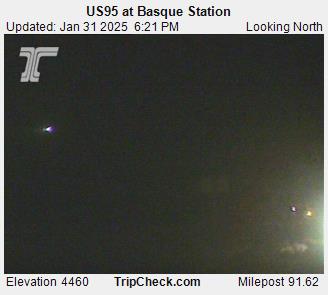 US95 at Basque Station
Updated: Jan 31 2025 6:21 PM Looking North
Elevation 4460 TripCheck.com Milepost 91.62